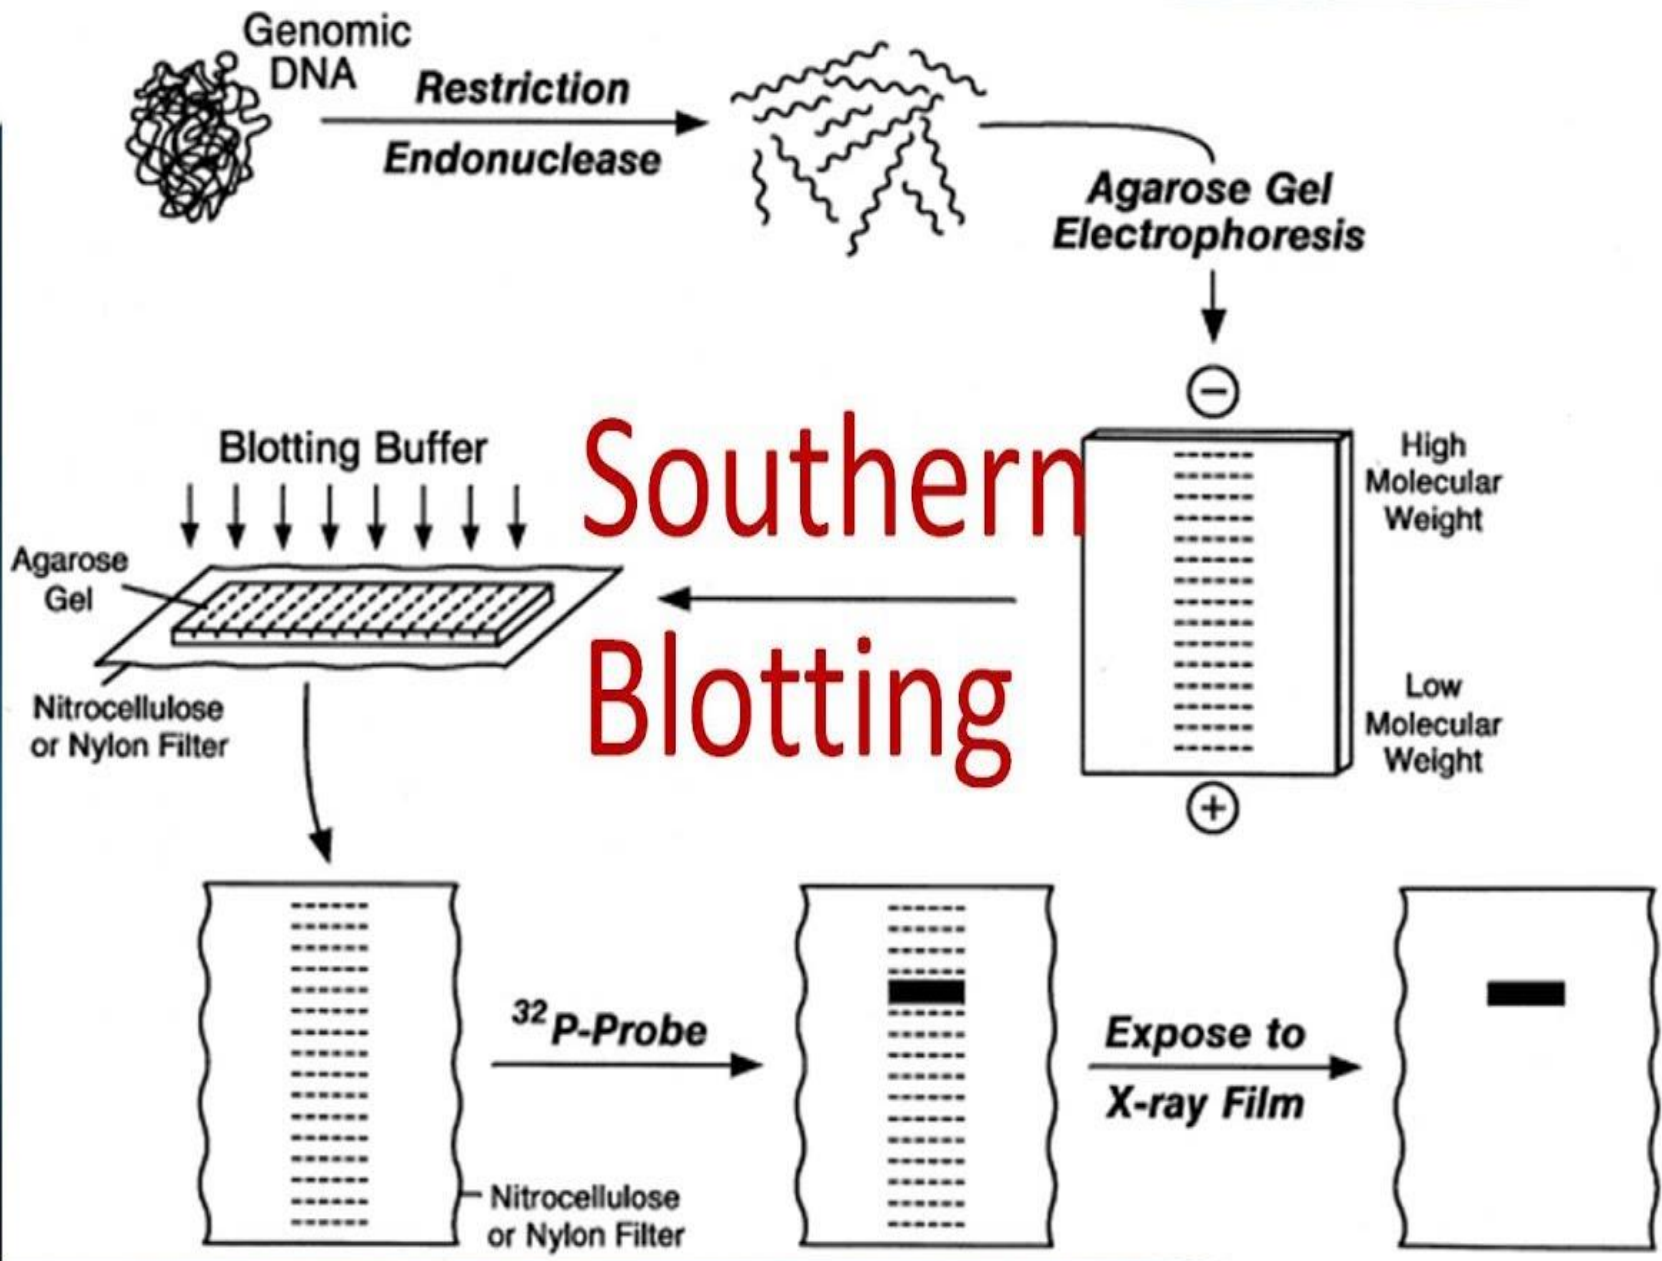 Genomic
DNA
Restriction
Endonuclease
Agarose Gel
Electrophoresis
−
High
Molecular
Weight
Low
Molecular
Weight
+
Southern
Blotting
Blotting Buffer
Agarose
Gel
Nitrocellulose
or Nylon Filter
32P-Probe
Nitrocellulose
or Nylon Filter
Expose to
X-ray Film